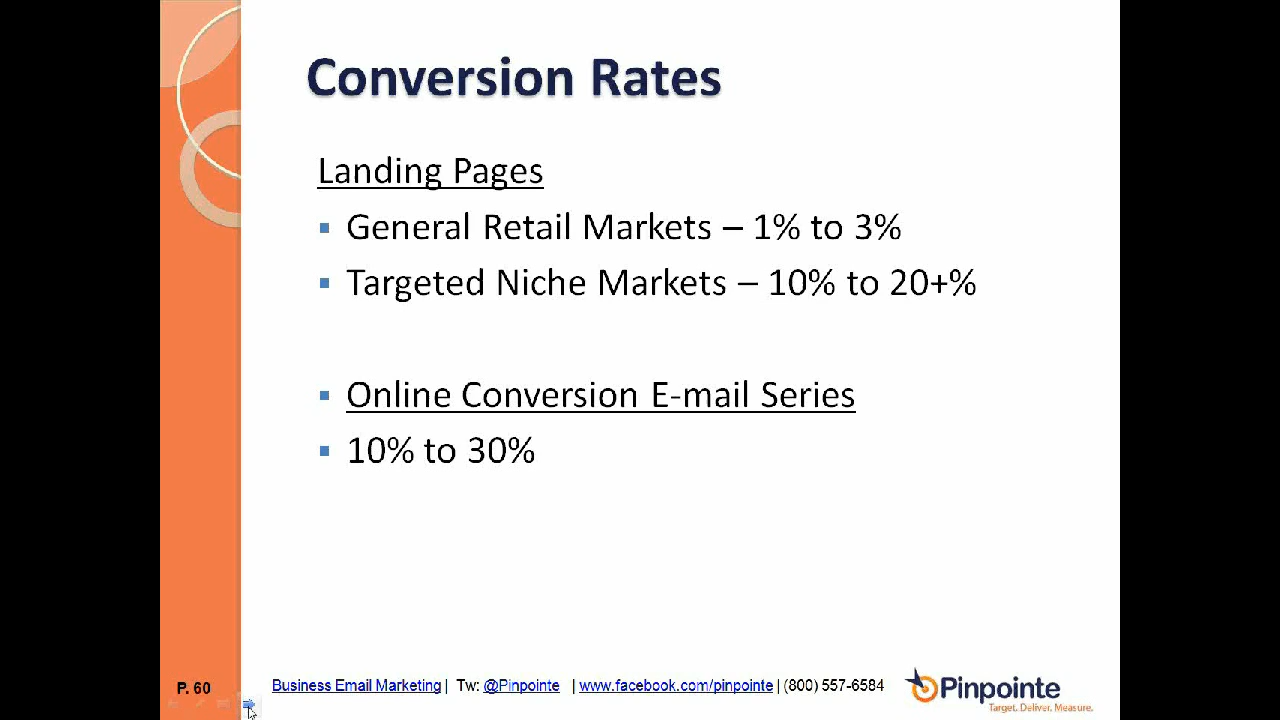 Conversion Rates
Landing Pages
▪ General Retail Markets – 1% to 3%
▪ Targeted Niche Markets – 10% to 20+%
▪ Online Conversion E-mail Series
▪ 10% to 30%
P. 60
Business Email Marketing | Tw: @Pinpointe | www.facebook.com/pinpointe | (800) 557-6584
Pinpointe
Target. Deliver. Measure.